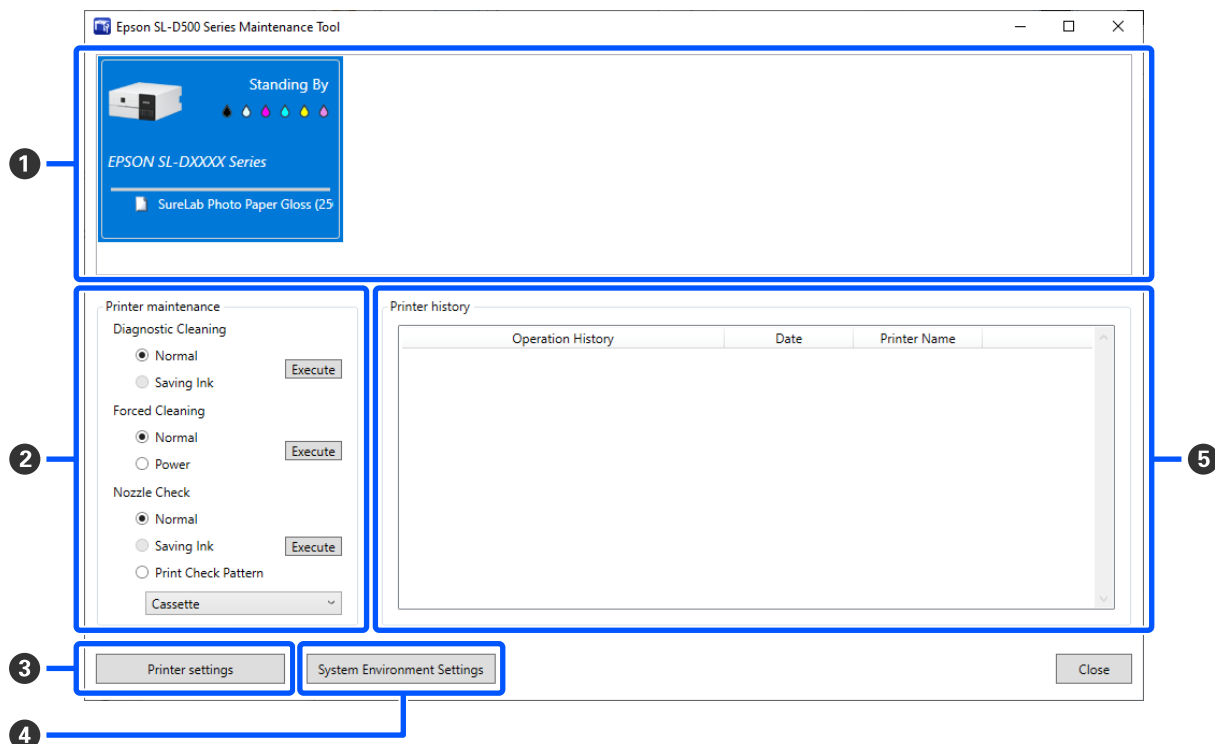 Epson SL-D500 Series Maintenance Tool
Standing By
EPSON SL-DXXXX Series
SureLab Photo Paper Gloss (25
1
Printer maintenance
Diagnostic Cleaning
Normal
Saving Ink
Execute
Forced Cleaning
Normal
Power
Execute
Nozzle Check
Normal
Saving Ink
Execute
Print Check Pattern
Cassette
2
Printer history
Operation History Date Printer Name
5
3
Printer settings
System Environment Settings
Close
4